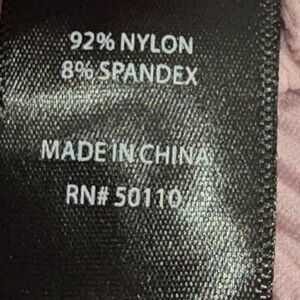 92% NYLON
8% SPANDEX
MADE IN CHINA
RN# 50110